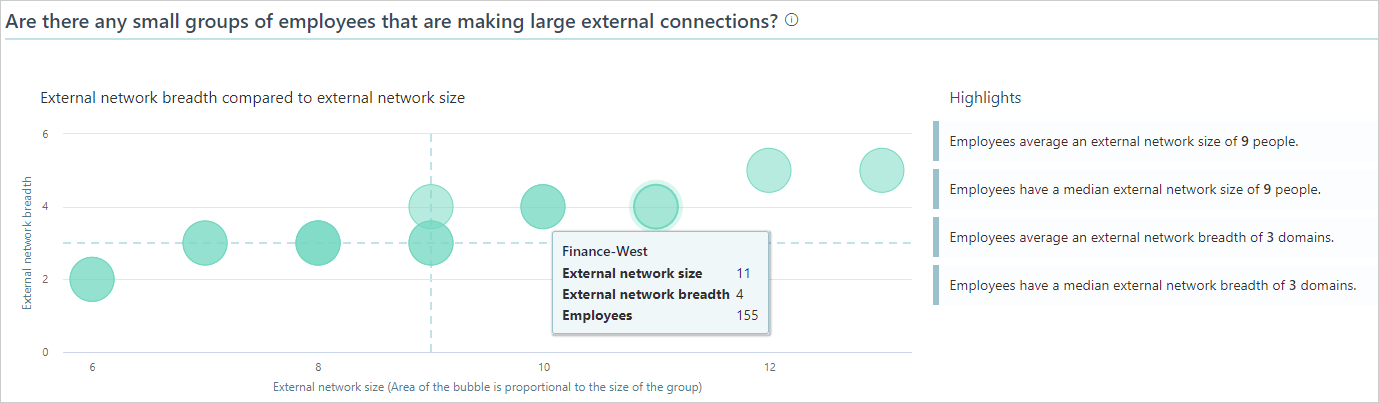 Are there any small groups of employees that are making large external connections? ⓘ
External network breadth compared to external network size
6
4
2
0
External network breadth
6
8
10
12
External network size (Area of the bubble is proportional to the size of the group)
Finance-West
External network size 11
External network breadth 4
Employees 155
Highlights
Employees average an external network size of 9 people.
Employees have a median external network size of 9 people.
Employees average an external network breadth of 3 domains.
Employees have a median external network breadth of 3 domains.